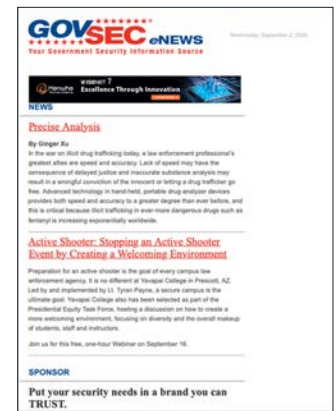 GOVSEC eNEWS
Your Government Security Information Source
Wednesday, September 2, 2020
Hanwha
WISENET 7
Excellence Through Innovation
NEWS
Precise Analysis
By Ginger Xu
In the war on illicit drug trafficking today, a law enforcement professional's
greatest allies are speed and accuracy. Lack of speed may have the
consequence of delayed justice and inaccurate substance analysis may
result in a wrongful conviction of the innocent or letting a drug trafficker go
free. Advanced technology in hand-held, portable drug analyzer devices
provides both speed and accuracy to a greater degree than ever before, and
this is critical because illicit trafficking in ever-more dangerous drugs such as
fentanyl is increasing exponentially worldwide.
Active Shooter: Stopping an Active Shooter
Event by Creating a Welcoming Environment
Preparation for an active shooter is the goal of every campus law
enforcement agency. It is no different at Yavapai College in Prescott, AZ.
Led by and implemented by Lt. Tyran Payne, a secure campus is the
ultimate goal. Yavapai College also has been selected as part of the
Presidential Equity Task Force, hosting a discussion on how to create a
more welcoming environment, focusing on diversity and the overall makeup
of students, staff and instructors.
Join us for this free, one-hour Webinar on September 16.
SPONSOR
Put your security needs in a brand you can
TRUST.